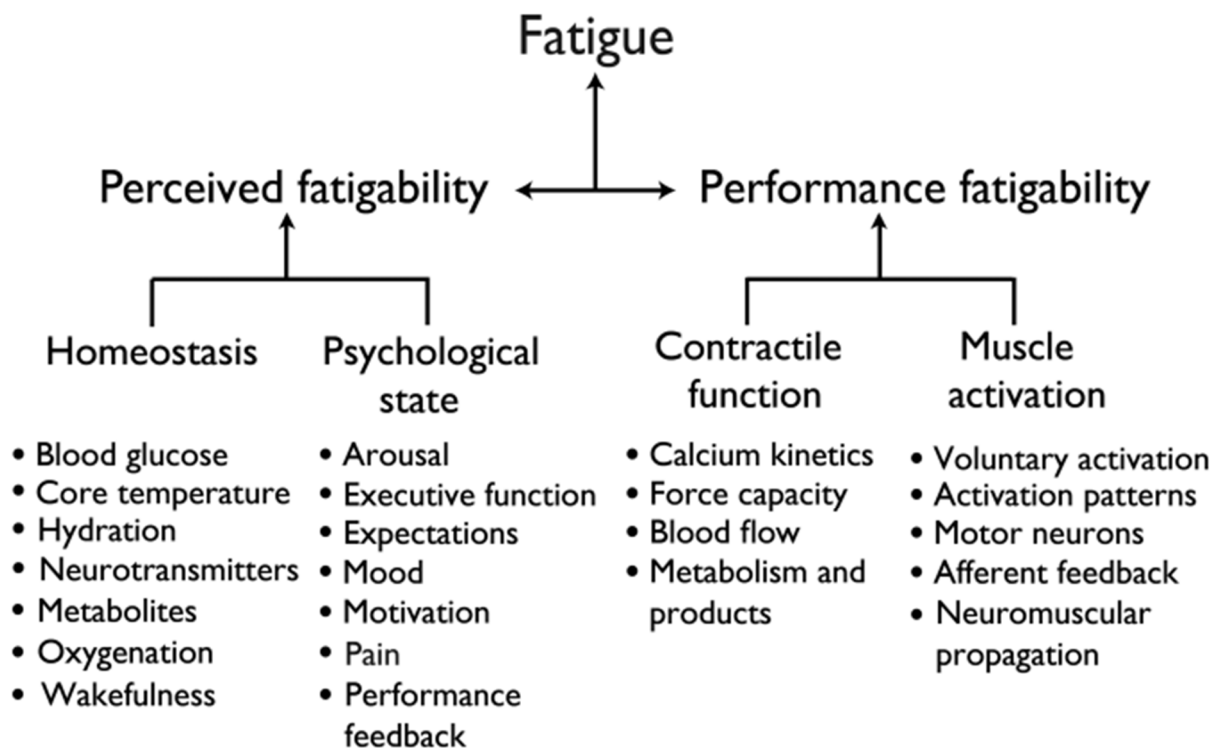 Fatigue
Perceived fatigability
Performance fatigability
Homeostasis
• Blood glucose
• Core temperature
• Hydration
• Neurotransmitters
• Metabolites
• Oxygenation
• Wakefulness
Psychological
state
• Arousal
• Executive function
• Expectations
• Mood
• Motivation
• Pain
• Performance
feedback
Contractile
function
• Calcium kinetics
• Force capacity
• Blood flow
• Metabolism and
products
Muscle
activation
• Voluntary activation
• Activation patterns
• Motor neurons
• Afferent feedback
• Neuromuscular
propagation